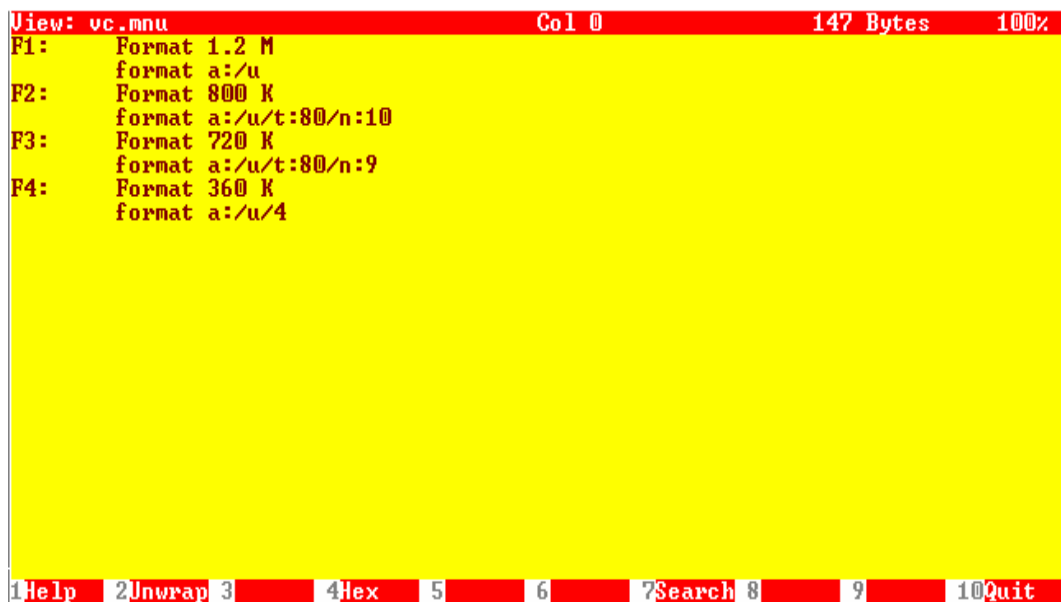 View: vc.mnu Col 0 147 Bytes 100%
F1: Format 1.2 M
format a:/u
F2: Format 800 K
format a:/u/t:80/n:10
F3: Format 720 K
format a:/u/t:80/n:9
F4: Format 360 K
format a:/u/4
1Help 2Unwrap 3 4Hex 5 6 7Search 8 9 10Quit